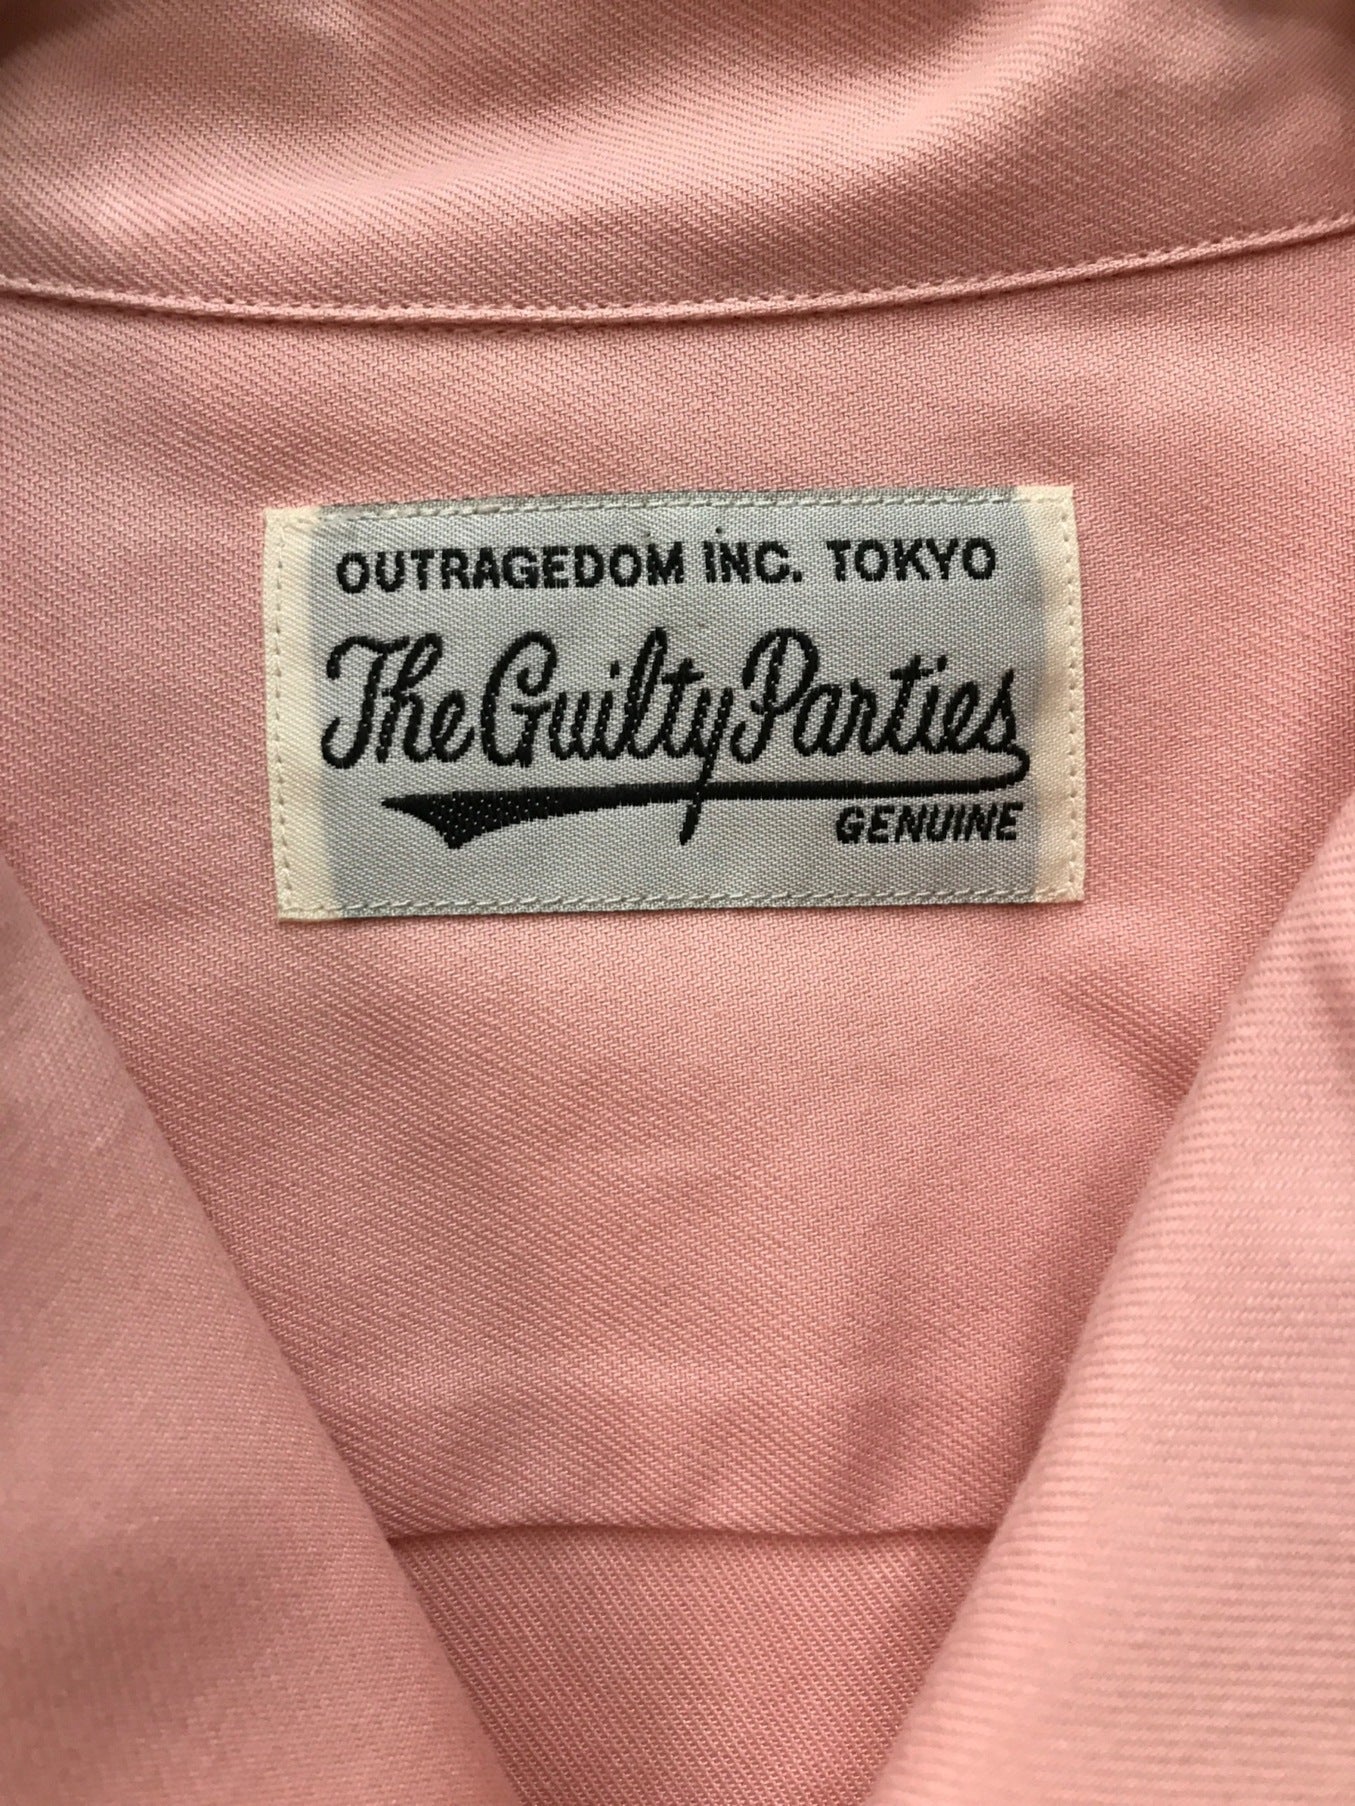 OUTRAGEDOM INC. TOKYO
The Guilty Parties
GENUINE